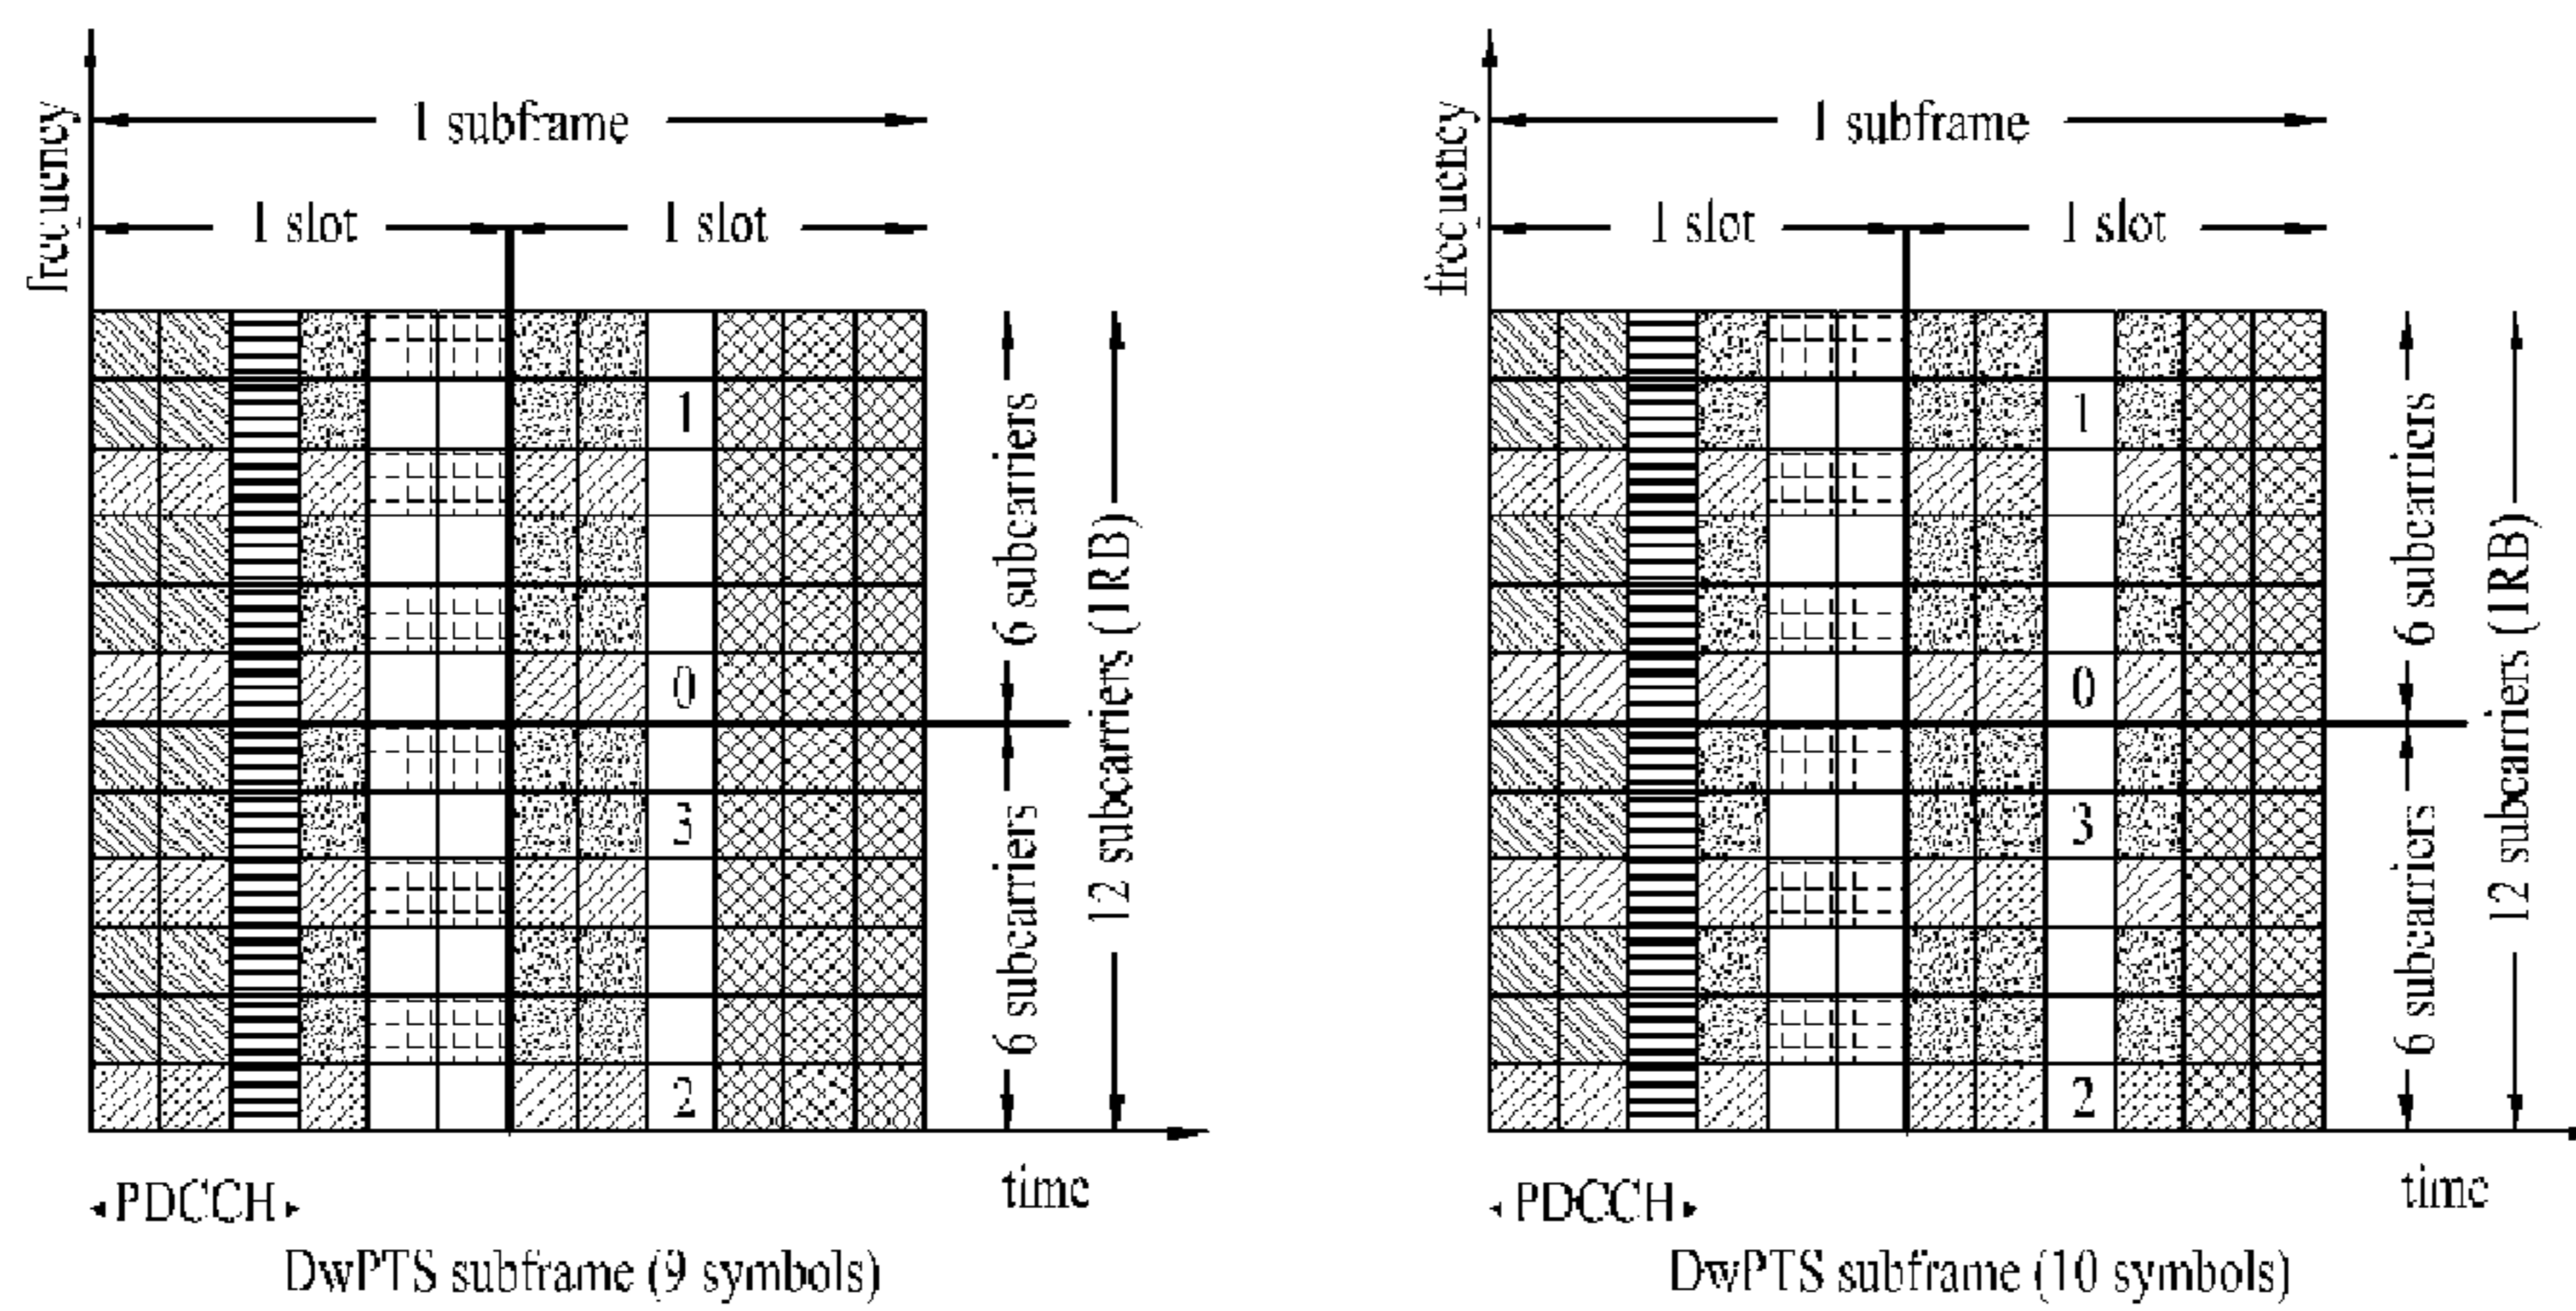 frequency
1 subframe
1 slot
1 slot
1
0
3
2
6 subcarriers
6 subcarriers
12 subcarriers (1RB)
PDCCH
time
DwPTS subframe (9 symbols)
frequency
1 subframe
1 slot
1 slot
1
0
3
2
6 subcarriers
6 subcarriers
12 subcarriers (1RB)
PDCCH
time
DwPTS subframe (10 symbols)